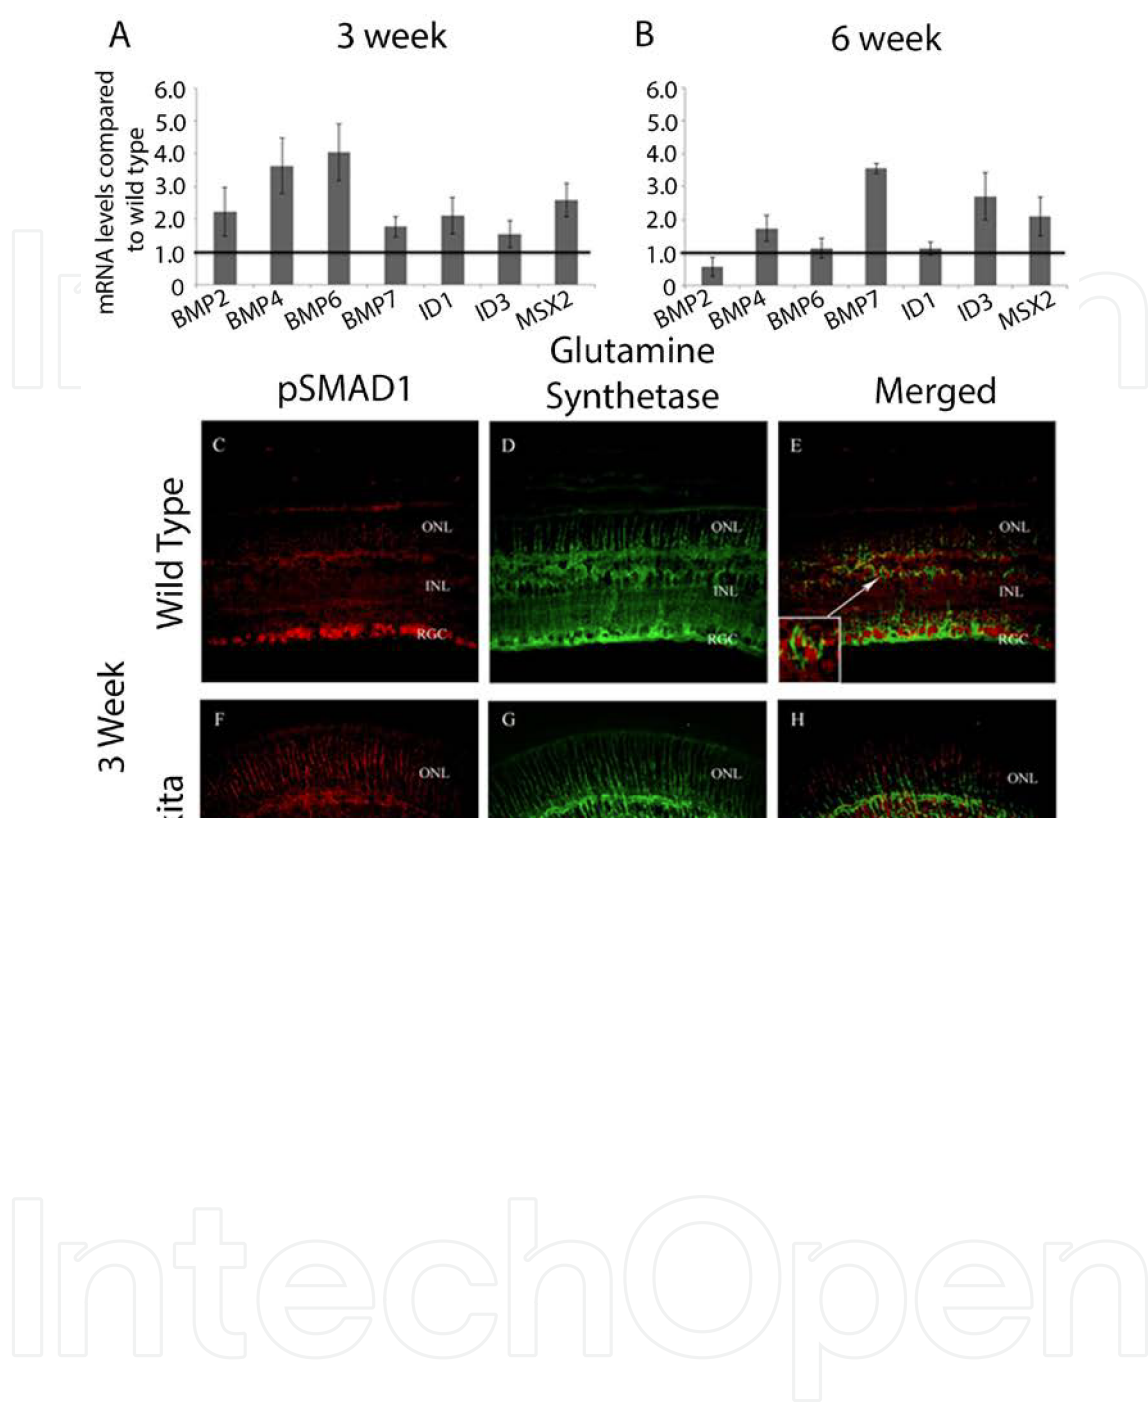 A
3 week
B
6 week
mRNA levels compared
to wild type
6.0
5.0
4.0
3.0
2.0
1.0
0
BMP2
BMP4
BMP6
BMP7
ID1
ID3
MSX2
6.0
5.0
4.0
3.0
2.0
1.0
0
BMP2
BMP4
BMP6
BMP7
ID1
ID3
MSX2
pSMAD1
Glutamine
Synthetase
Merged
3 Week
Wild Type
C
ONL
INL
RGC
D
ONL
INL
RGC
E
ONL
INL
RGC
F
ONL
G
ONL
H
ONL
IntechOpen